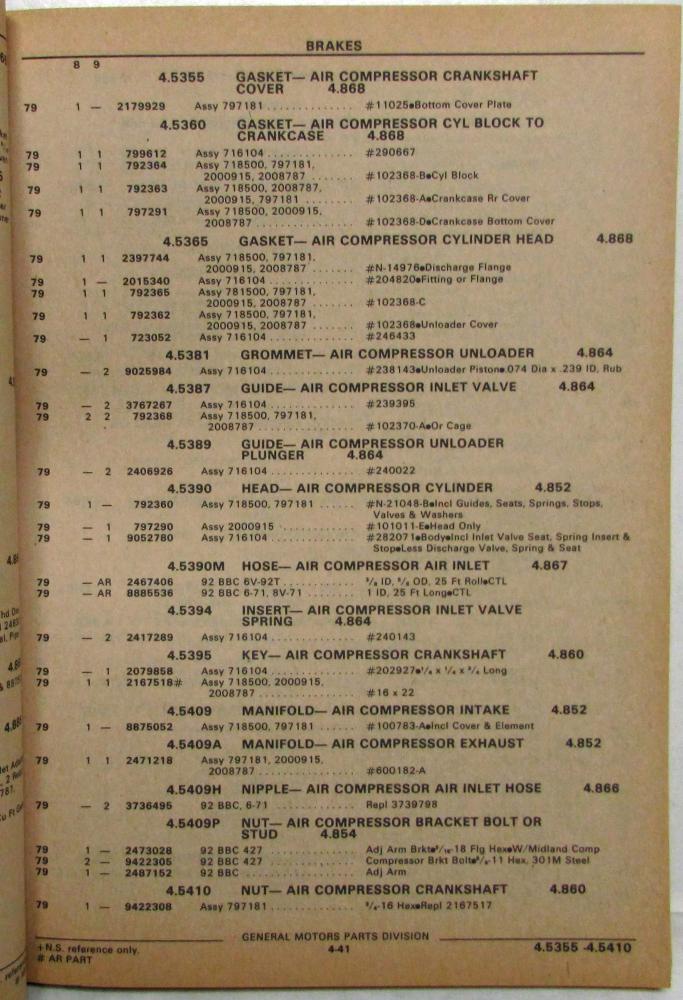 BRAKES
8 9
4.5355 GASKET— AIR COMPRESSOR CRANKSHAFT
COVER 4.868
79 1 — 2179929 Assy 797181 .............. #11025●Bottom Cover Plate
4.5360 GASKET— AIR COMPRESSOR CYL BLOCK TO
CRANKCASE 4.868
79 1 1 799612 Assy 716104 .............. #290667
79 1 1 792364 Assy 718500, 797181,
2000915, 2008787 ....... #102368-B●Cyl Block
79 1 1 792363 Assy 718500, 2008787,
2000915, 797181 ........ #102368-A●Crankcase Rr Cover
79 1 1 797291 Assy 718500, 2000915,
2008787 ................ #102368-D●Crankcase Bottom Cover
4.5365 GASKET— AIR COMPRESSOR CYLINDER HEAD 4.868
79 1 1 2397744 Assy 718500, 797181,
2000915, 2008787 ....... #N-14976●Discharge Flange
79 1 — 2015340 Assy 716104 .............. #204820●Fitting or Flange
79 1 1 792365 Assy 781500, 797181,
2000915, 2008787 ....... #102368-C
79 1 1 792362 Assy 718500, 797181,
2000915, 2008787 ....... #102368●Unloader Cover
79 — 1 723052 Assy 716104 .............. #246433
4.5381 GROMMET— AIR COMPRESSOR UNLOADER 4.864
79 — 2 9025984 Assy 716104 .............. #238143●Unloader Piston●.074 Dia x .239 ID, Rub
4.5387 GUIDE— AIR COMPRESSOR INLET VALVE 4.864
79 — 2 3767267 Assy 716104 .............. #239395
79 2 2 792368 Assy 718500, 797181,
2008787 ................ #102370-A●Or Cage
4.5389 GUIDE— AIR COMPRESSOR UNLOADER
PLUNGER 4.864
79 — 2 2406926 Assy 716104 .............. #240022
4.5390 HEAD— AIR COMPRESSOR CYLINDER 4.852
79 1 — 792360 Assy 718500, 797181 ...... #N-21048-B●Incl Guides, Seats, Springs, Stops,
Valves & Washers
79 — 1 797290 Assy 2000915 ............. #101011-E●Head Only
79 — 1 9052780 Assy 716104 .............. #282071●Body●Incl Inlet Valve Seat, Spring Insert &
Stop●Less Discharge Valve, Spring & Seat
4.5390M HOSE— AIR COMPRESSOR AIR INLET 4.867
79 — AR 2467406 92 BBC 6V-92T ............ ID, OD, 25 Ft Roll●CTL
79 — AR 8885536 92 BBC 6-71, 8V-71 ....... 1 ID, 25 Ft Long●CTL
4.5394 INSERT— AIR COMPRESSOR INLET VALVE
SPRING 4.864
79 — 2 2417289 Assy 716104 .............. #240143
4.5395 KEY— AIR COMPRESSOR CRANKSHAFT 4.860
79 — 1 2079858 Assy 716104 .............. #202927●¹/₄ x ¹/₄ x ³/₄ Long
79 1 1 2167518# Assy 718500, 2000915,
2008787 ................ #16 x 22
4.5409 MANIFOLD— AIR COMPRESSOR INTAKE 4.852
79 1 — 8875052 Assy 718500, 797181 ...... #100783-A●Incl Cover & Element
4.5409A MANIFOLD— AIR COMPRESSOR EXHAUST 4.852
79 1 1 2471218 Assy 797181, 2000915,
2008787 ................ #600182-A
4.5409H NIPPLE— AIR COMPRESSOR AIR INLET HOSE 4.866
79 — 2 3736495 92 BBC, 6-71 ............. Repl 3739798
4.5409P NUT— AIR COMPRESSOR BRACKET BOLT OR
STUD 4.854
79 1 — 2473028 92 BBC 427 ............... Adj Arm Brkt● -18 Flg Hex●W/Midland Comp
79 2 — 9422305 92 BBC 427 ............... Compressor Brkt Bolt● -11 Hex, 301M Steel
79 1 — 2487152 92 BBC ................... Adj Arm
4.5410 NUT— AIR COMPRESSOR CRANKSHAFT 4.860
79 1 — 9422308 Assy 797181 .............. ³/₄-16 Hex●Repl 2167517
GENERAL MOTORS PARTS DIVISION
+N.S. reference only. 4-41 4.5355 -4.5410
# AR PART